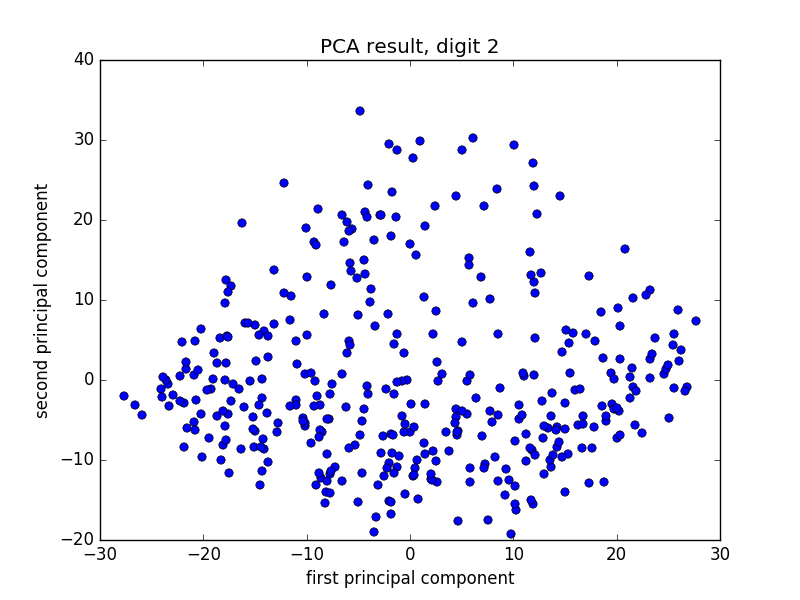 PCA result, digit 2
40
30
20
10
0
−10
−20
second principal component
−30 −20 −10 0 10 20 30
first principal component